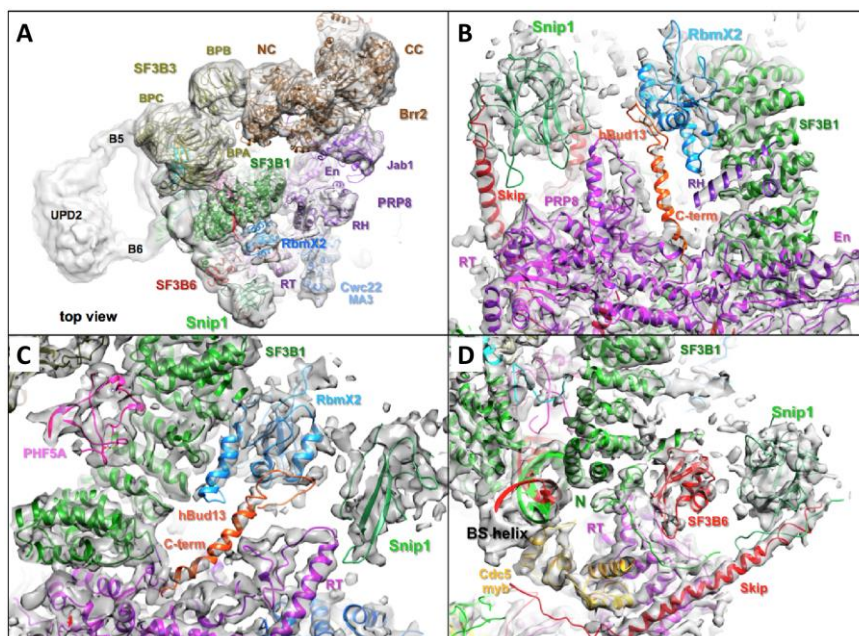 A
BPB
NC
CC
SF3B3
BPC
Brr2
B5
BPA
SF3B1
En
Jab1
UPD2
PRP8
RH
B6
RbmX2
RT
SF3B6
Cwc22
MA3
top view
Snip1
B
Snip1
RbmX2
SF3B1
hBud13
RH
Skip
PRP8
C-term
RT
En
C
SF3B1
RbmX2
PHF5A
hBud13
C-term
Snip1
RT
D
SF3B1
Snip1
N
SF3B6
BS helix
RT
Cdc5
myb
Skip